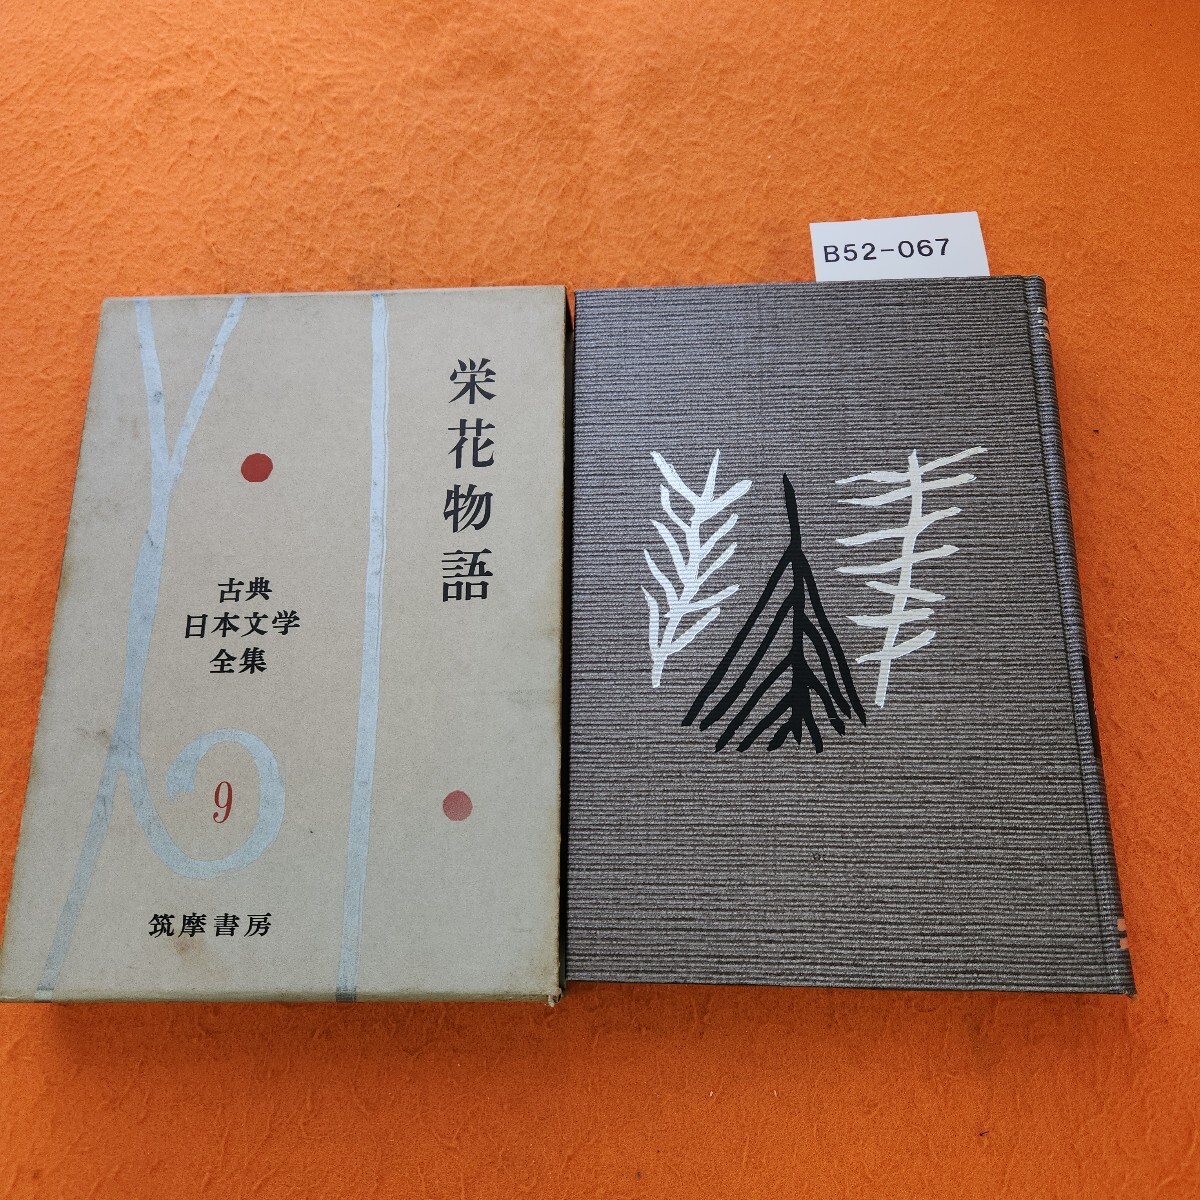 B52-067
栄花物語
古典
日本文学
全集
9
筑摩書房